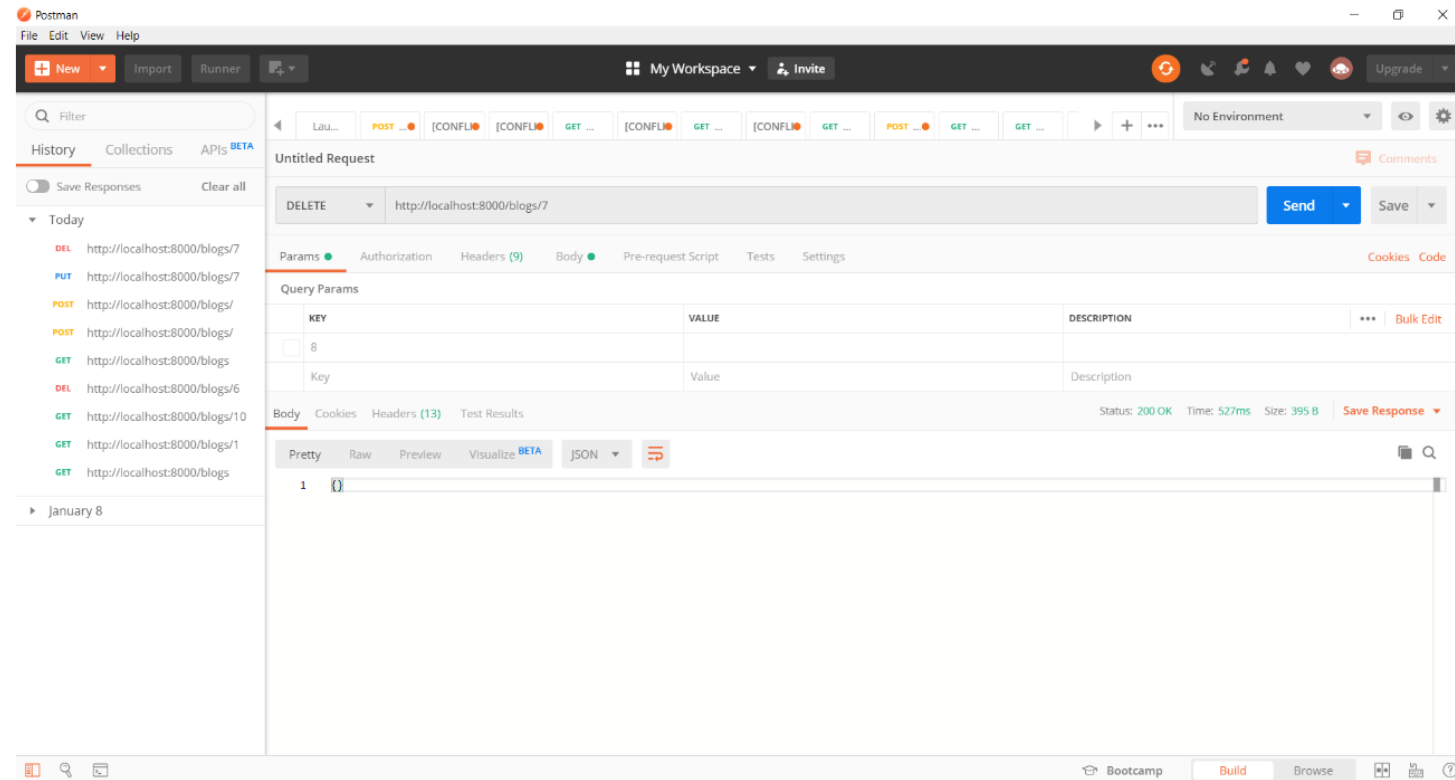 Postman
File Edit View Help
New Import Runner My Workspace Invite Upgrade
Filter
Lau... POST ... [CONFLI [CONFLI GET ... [CONFLI GET ... [CONFLI GET ... POST ... GET ... GET ...
No Environment
History Collections APIs BETA
Untitled Request Comments
Save Responses Clear all
DELETE http://localhost:8000/blogs/7 Send Save
Today
DEL http://localhost:8000/blogs/7
PUT http://localhost:8000/blogs/7
POST http://localhost:8000/blogs/
POST http://localhost:8000/blogs/
GET http://localhost:8000/blogs
DEL http://localhost:8000/blogs/6
GET http://localhost:8000/blogs/10
GET http://localhost:8000/blogs/1
GET http://localhost:8000/blogs
January 8
Params Authorization Headers (9) Body Pre-request Script Tests Settings Cookies Code
Query Params
KEY VALUE DESCRIPTION ••• Bulk Edit
8
Key Value Description
Body Cookies Headers (13) Test Results Status: 200 OK Time: 527ms Size: 395 B Save Response
Pretty Raw Preview Visualize BETA JSON
1 {}
Bootcamp Build Browse